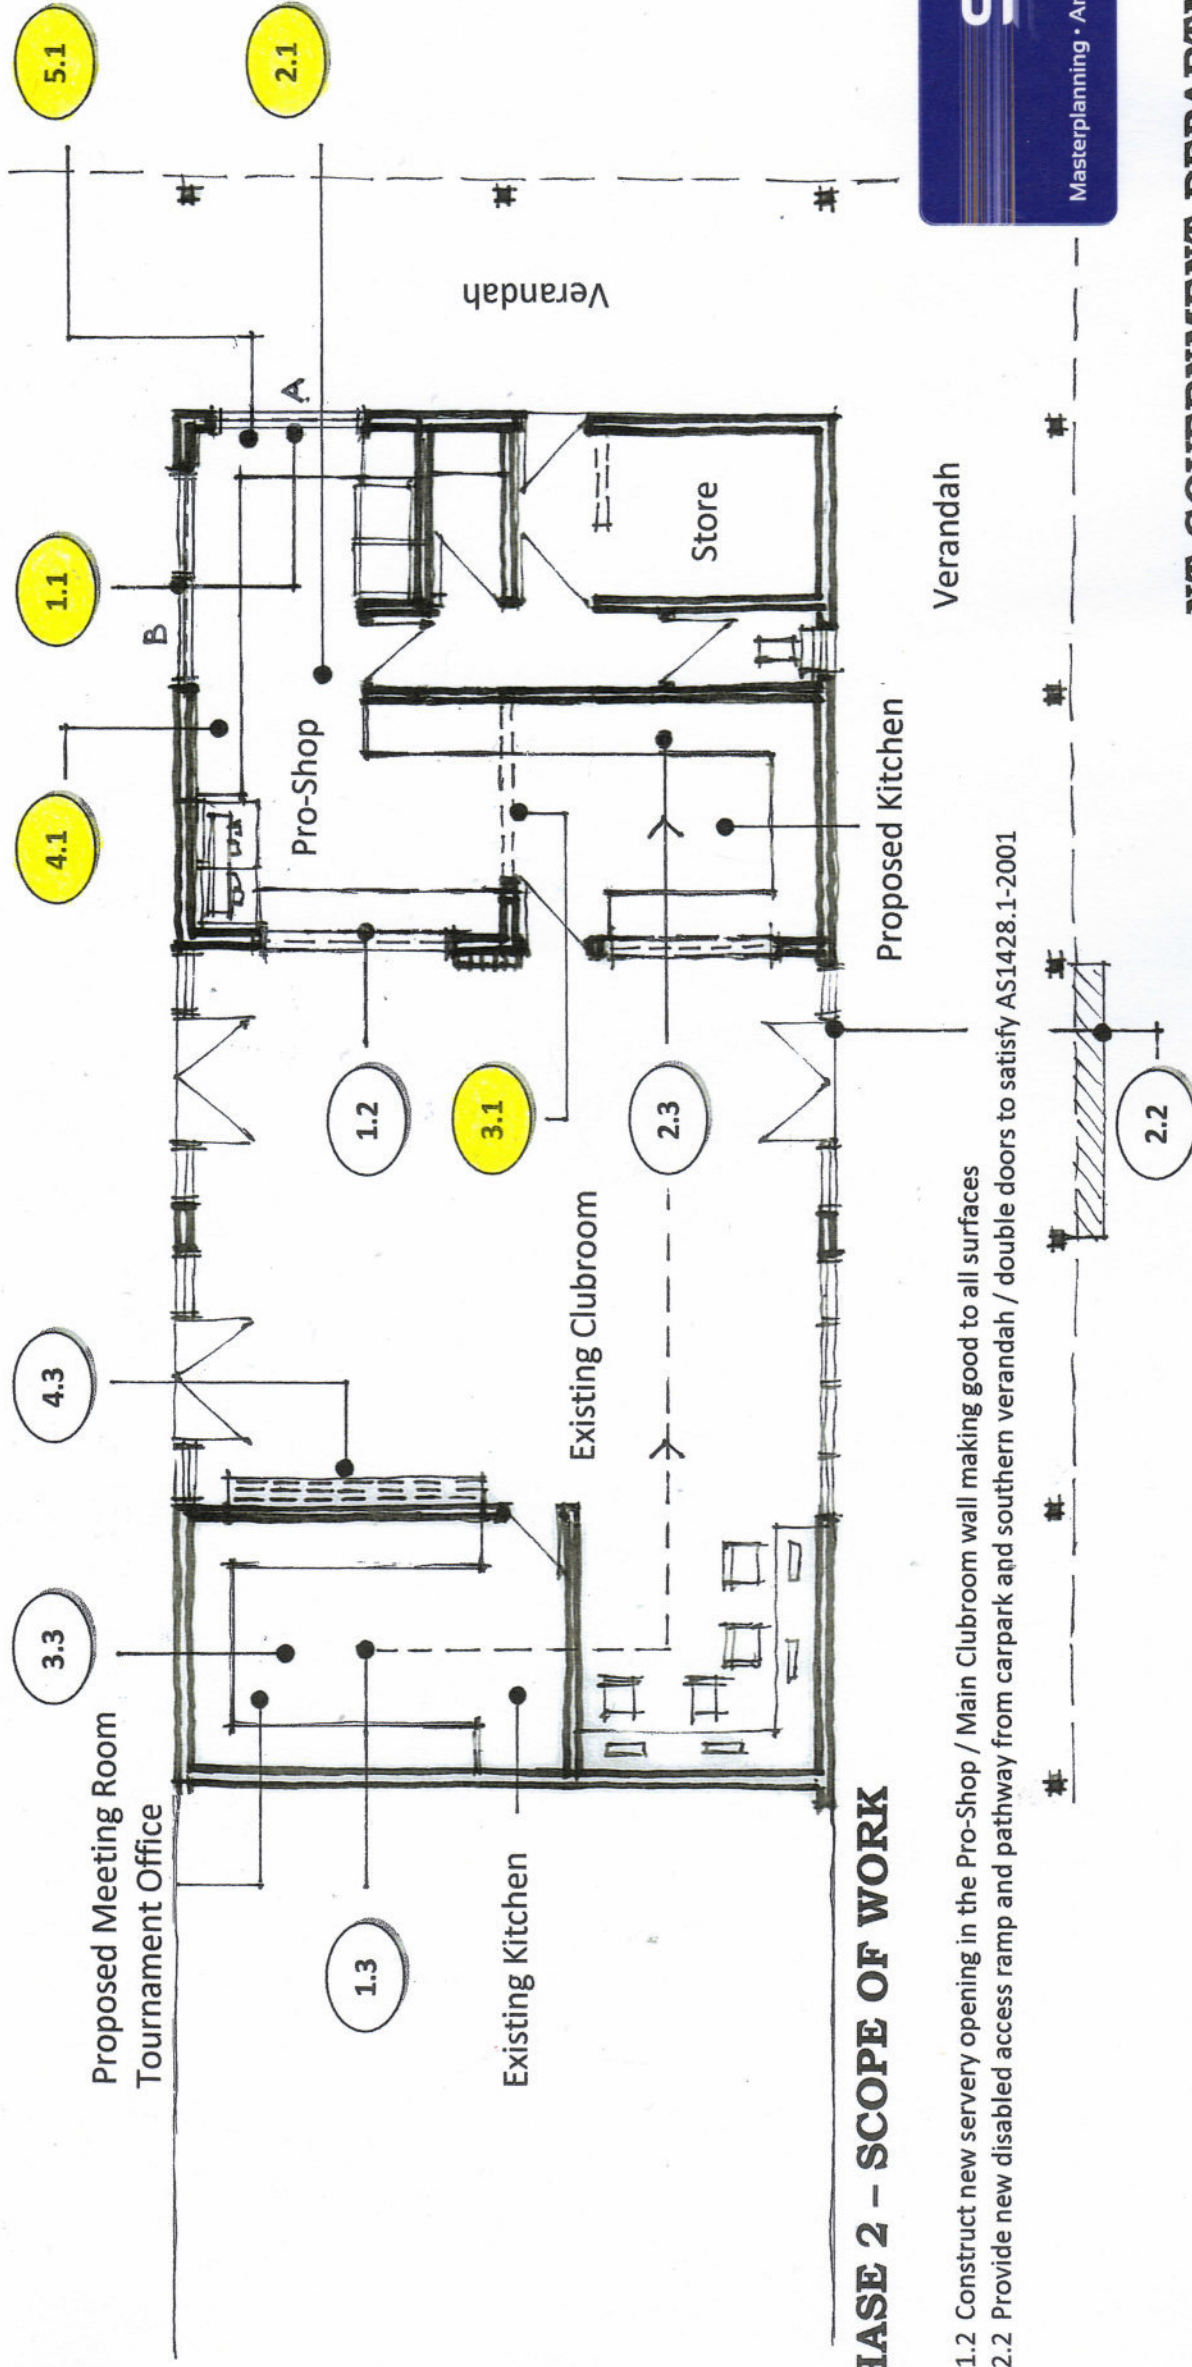 5.1
2.1
1.1
4.1
4.3
3.3
Proposed Meeting Room
Tournament Office
Verandah
A
B
Pro-Shop
Store
Verandah
Proposed Kitchen
1.2
3.1
2.3
2.2
Existing Clubroom
1.3
Existing Kitchen
HASE 2 – SCOPE OF WORK
1.2 Construct new servery opening in the Pro-Shop / Main Clubroom wall making good to all surfaces
2.2 Provide new disabled access ramp and pathway from carpark and southern verandah / double doors to satisfy AS1428.1-2001
Masterplanning • Ar